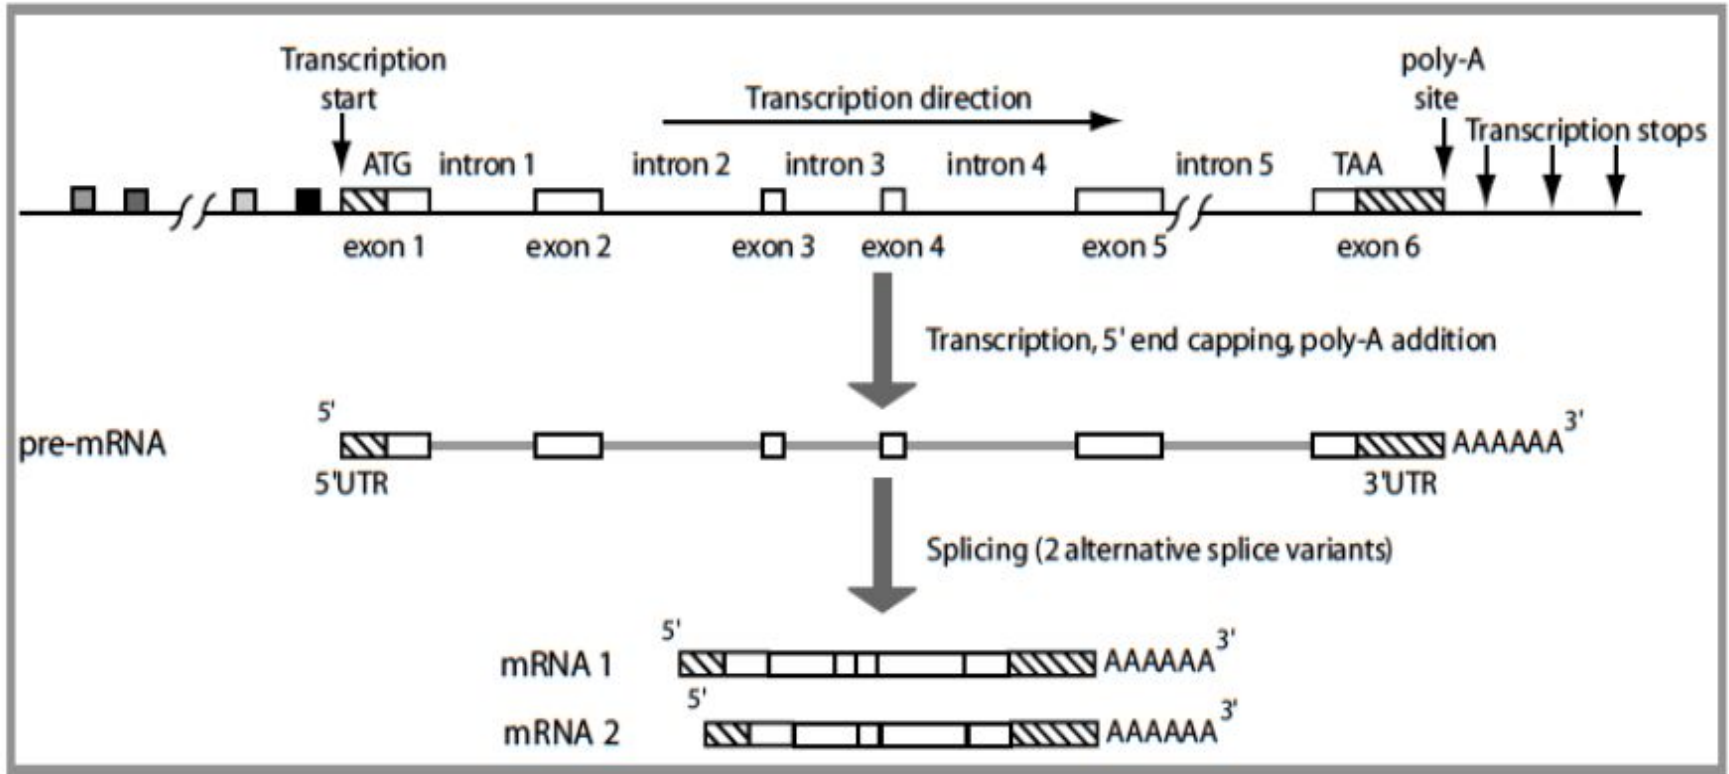 Transcription
start
poly-A
site
Transcription direction
Transcription stops
ATG intron 1 intron 2 intron 3 intron 4 intron 5 TAA
exon 1 exon 2 exon 3 exon 4 exon 5 exon 6
Transcription, 5' end capping, poly-A addition
5' 3'
pre-mRNA AAAAAA
5'UTR 3'UTR
Splicing (2 alternative splice variants)
5' 3'
mRNA 1 AAAAAA
5' 3'
mRNA 2 AAAAAA